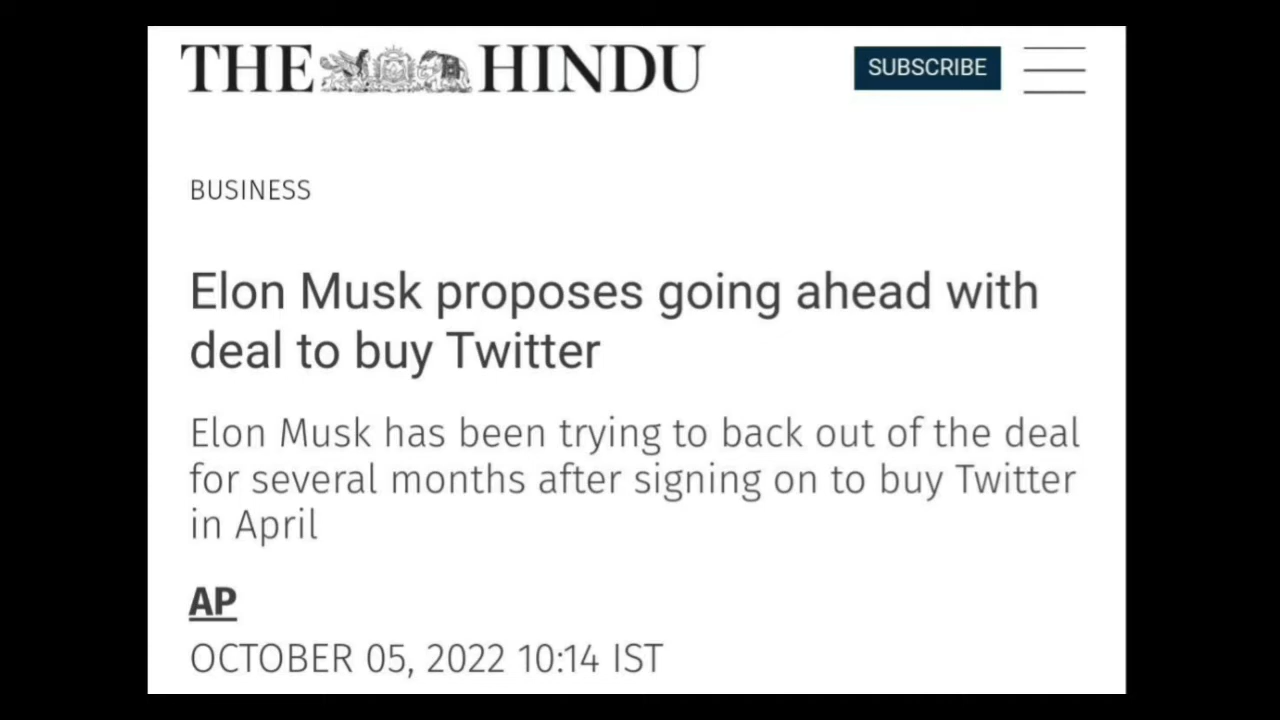 THE HINDU
SUBSCRIBE
BUSINESS
Elon Musk proposes going ahead with
deal to buy Twitter
Elon Musk has been trying to back out of the deal
for several months after signing on to buy Twitter
in April
AP
OCTOBER 05, 2022 10:14 IST